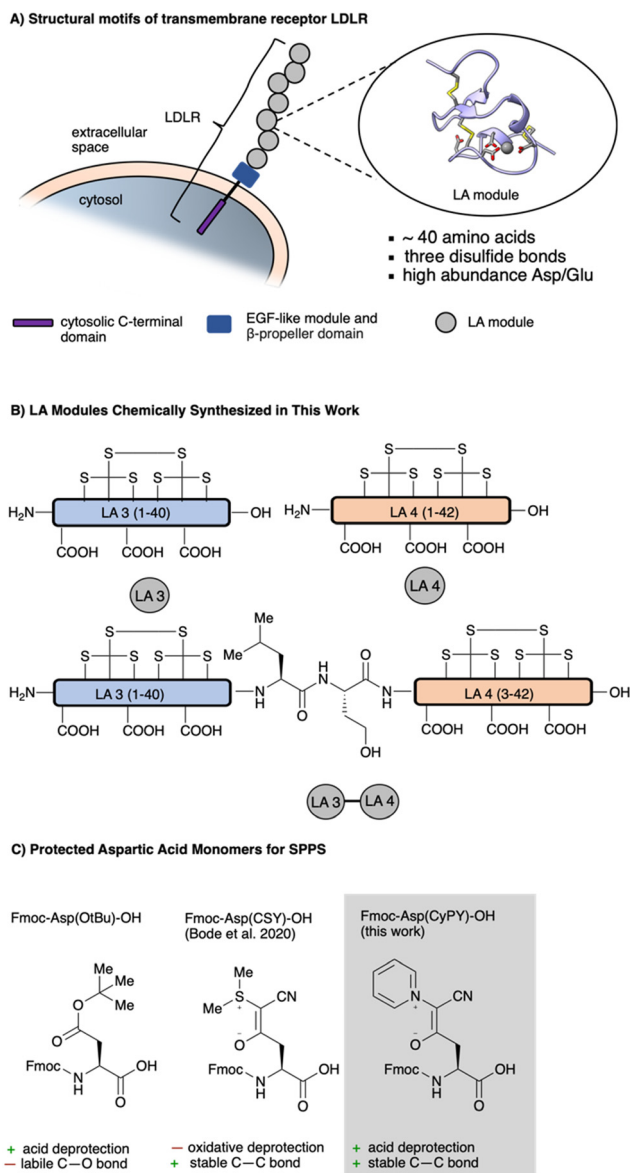 A) Structural motifs of transmembrane receptor LDLR
LDLR
extracellular
space
cytosol
LA module
▪ ~ 40 amino acids
▪ three disulfide bonds
▪ high abundance Asp/Glu
cytosolic C-terminal
domain
EGF-like module and
β-propeller domain
LA module
B) LA Modules Chemically Synthesized in This Work
S S
S S S S
H₂N LA 3 (1-40) OH
COOH COOH COOH
LA 3
S S
S S S S
H₂N LA 4 (1-42) OH
COOH COOH COOH
LA 4
S S
S S S S
H₂N LA 3 (1-40)
COOH COOH COOH
Me
Me
N
H
O
H
N
O
OH
N
H
S S
S S S S
LA 4 (3-42) OH
COOH COOH COOH
LA 3 LA 4
C) Protected Aspartic Acid Monomers for SPPS
Fmoc-Asp(OtBu)-OH
Me
Me
Me
O
O
Fmoc
N
H
OH
O
+ acid deprotection
− labile C−O bond
Fmoc-Asp(CSY)-OH
(Bode et al. 2020)
Me
Me
S
+
CN
−
O
Fmoc
N
H
OH
O
− oxidative deprotection
+ stable C−C bond
Fmoc-Asp(CyPY)-OH
(this work)
N
+
CN
−
O
Fmoc
N
H
OH
O
+ acid deprotection
+ stable C−C bond